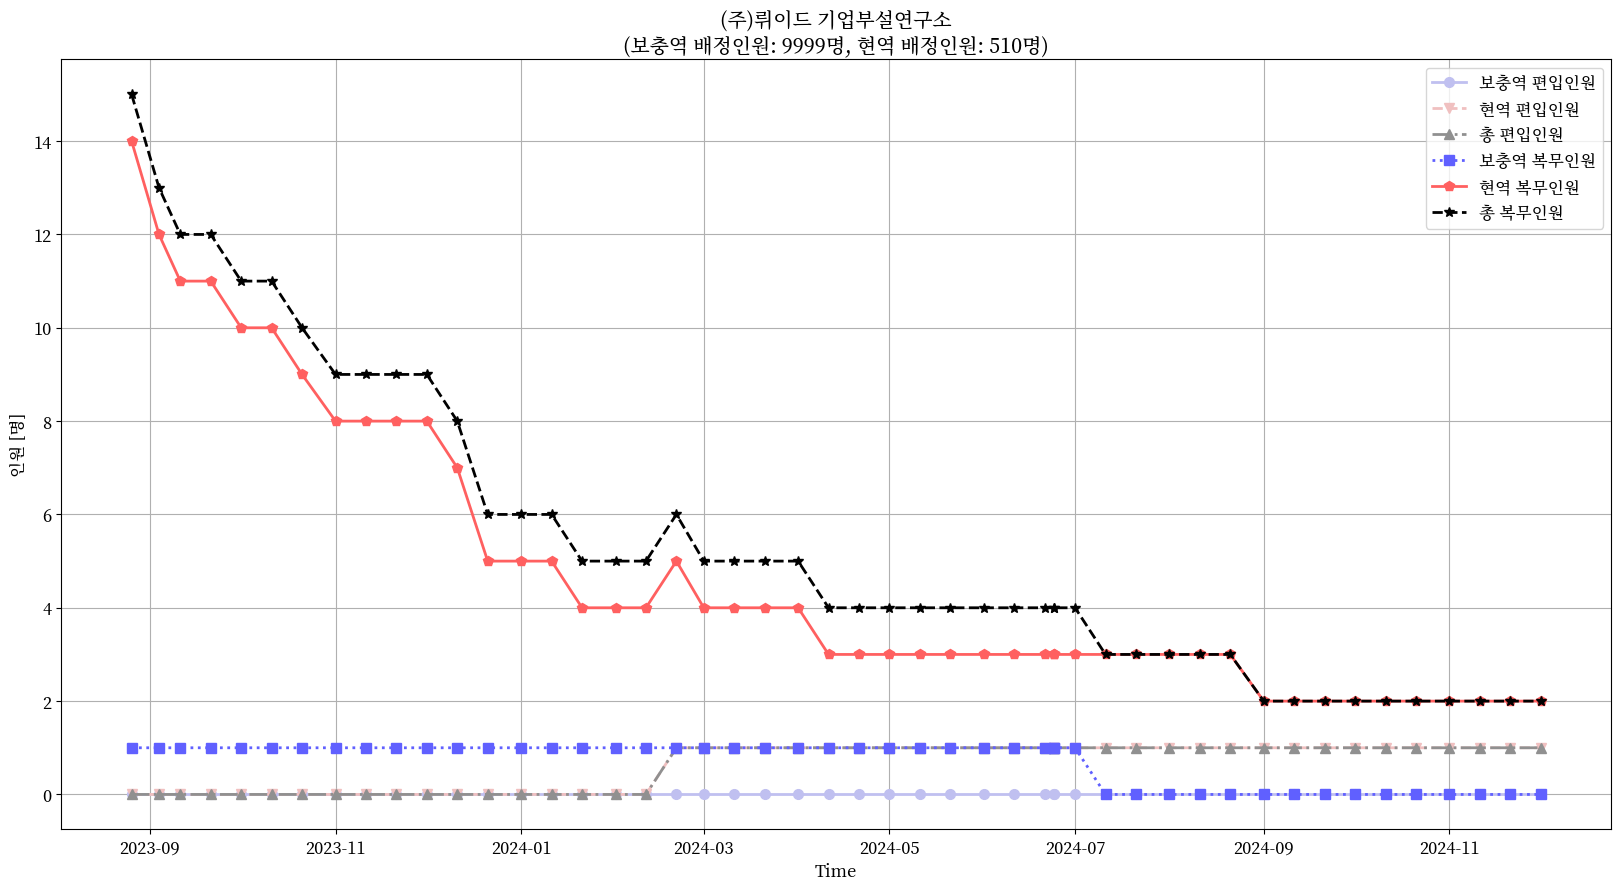 (주)뤼이드 기업부설연구소
(보충역 배정인원: 9999명, 현역 배정인원: 510명)
보충역 편입인원
현역 편입인원
총 편입인원
보충역 복무인원
현역 복무인원
총 복무인원
인원 [명]
14
12
10
8
6
4
2
0
2023-09
2023-11
2024-01
2024-03
2024-05
2024-07
2024-09
2024-11
Time